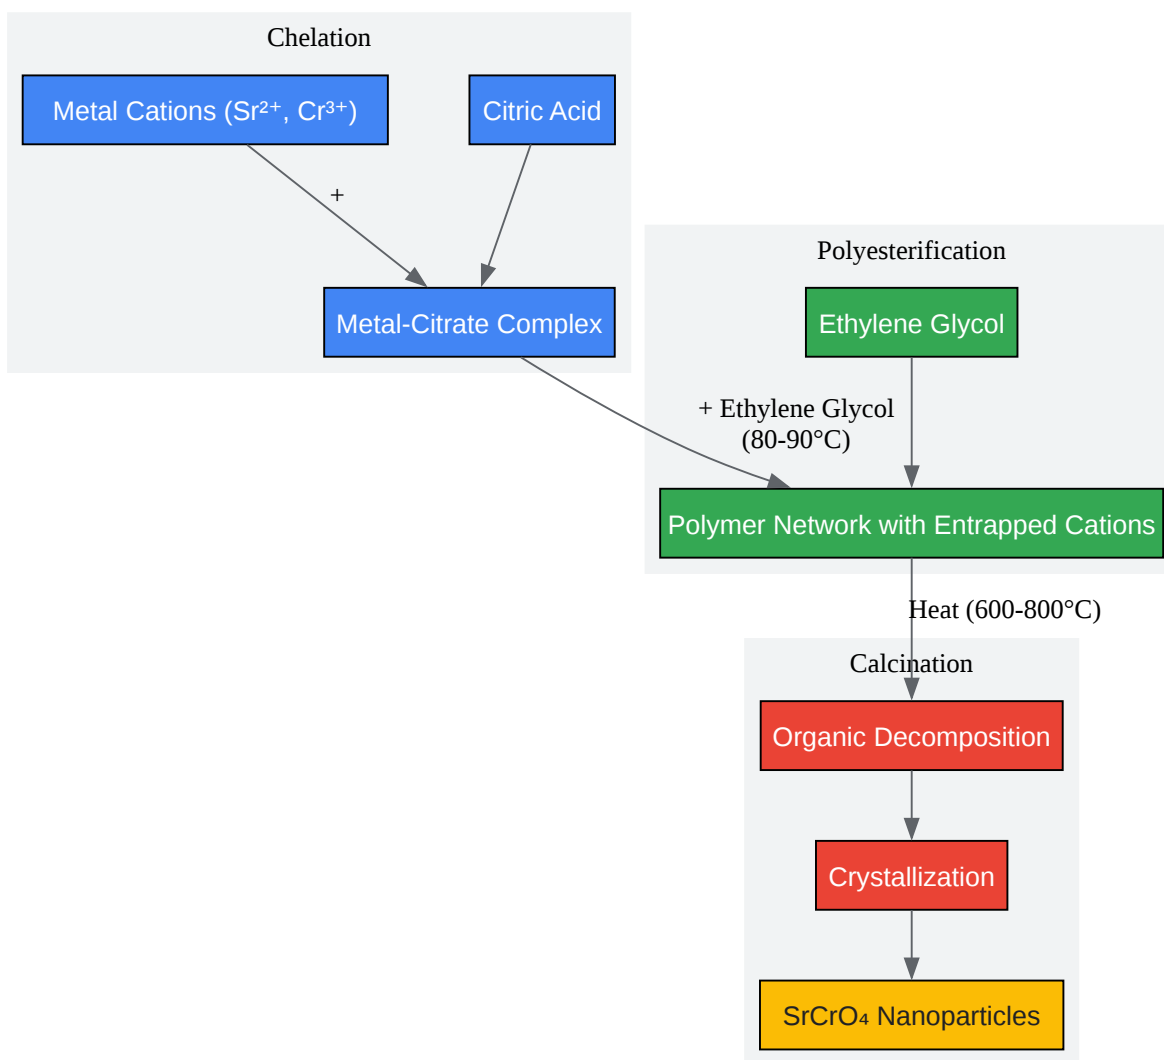 Chelation
Metal Cations (Sr²⁺, Cr³⁺)
Citric Acid
+
Metal-Citrate Complex
Polyesterification
Ethylene Glycol
+ Ethylene Glycol
(80-90°C)
Polymer Network with Entrapped Cations
Heat (600-800°C)
Calcination
Organic Decomposition
Crystallization
SrCrO₄ Nanoparticles